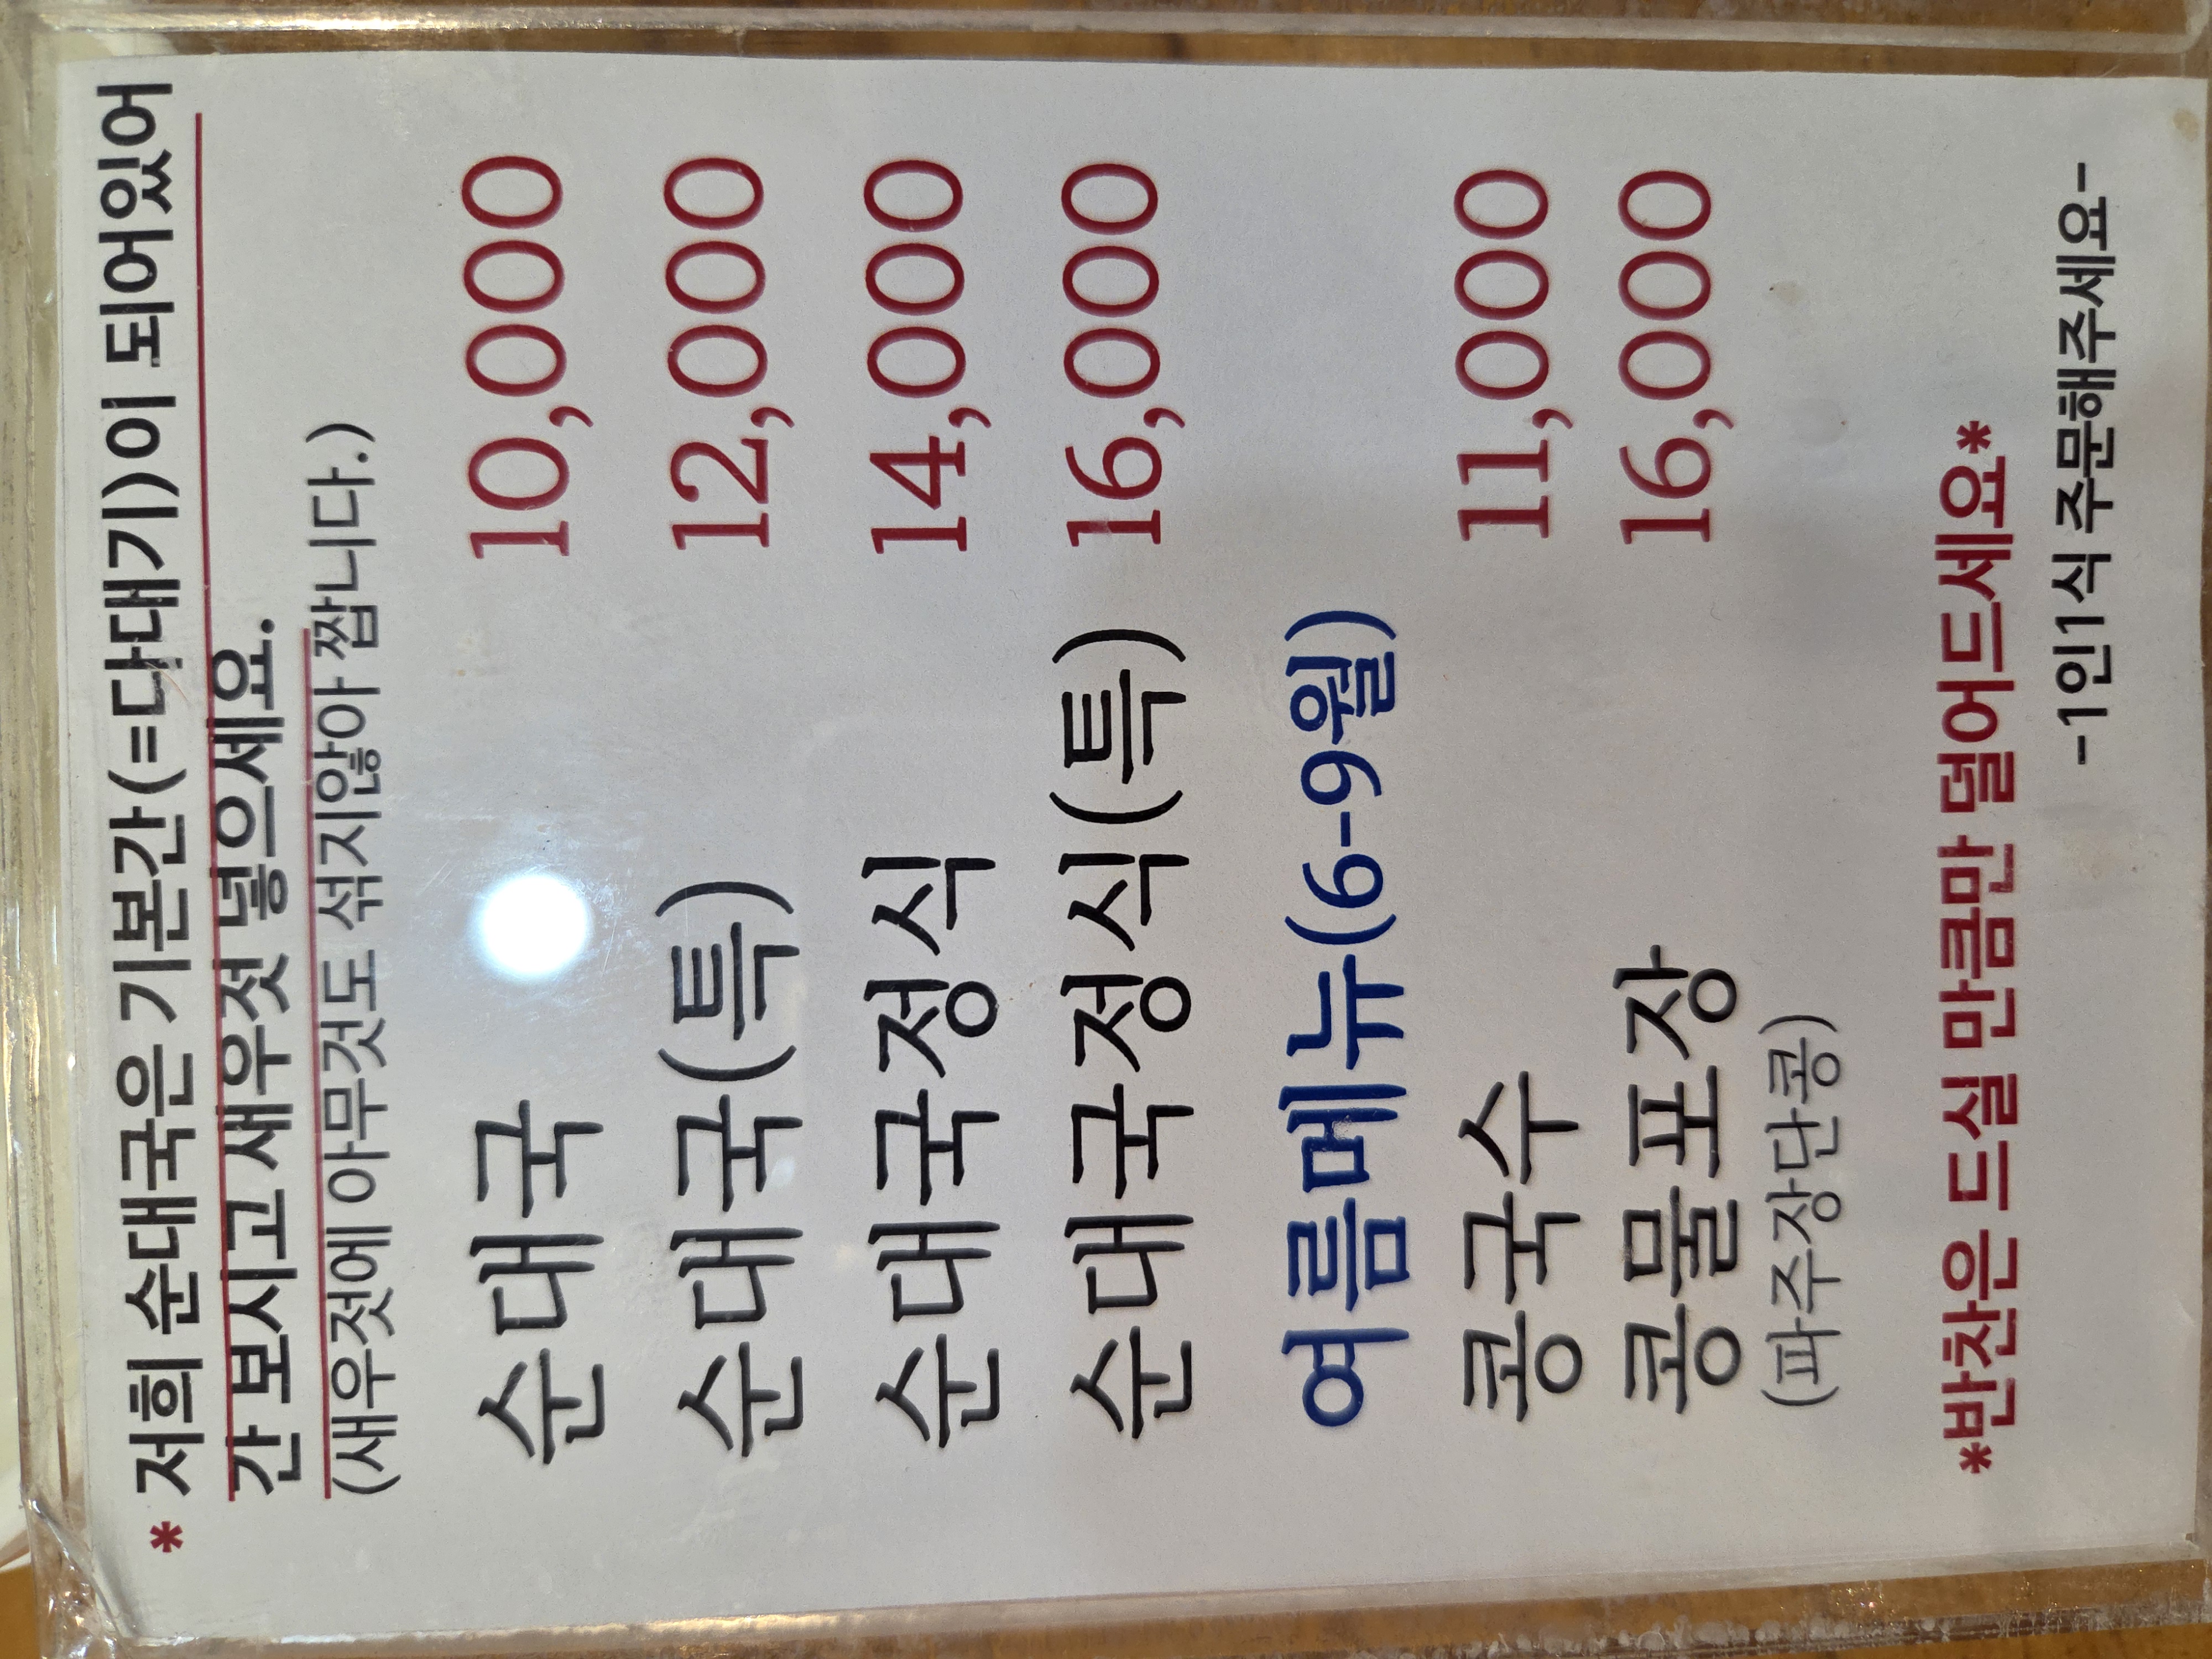 * 저희 순대국은 기본간(=다대기)이 되어있어
간 보시고 새우젓 넣으세요.
(새우젓에 아무것도 섞지않아 짭니다.)
순대국 10,000
순대국(특) 12,000
순대국정식 14,000
순대국정식(특) 16,000
여름메뉴(6-9월)
콩국수 11,000
콩물포장 16,000
(파주장단콩)
*반찬은 드실 만큼만 덜어드세요*
-1인1식 주문해주세요-